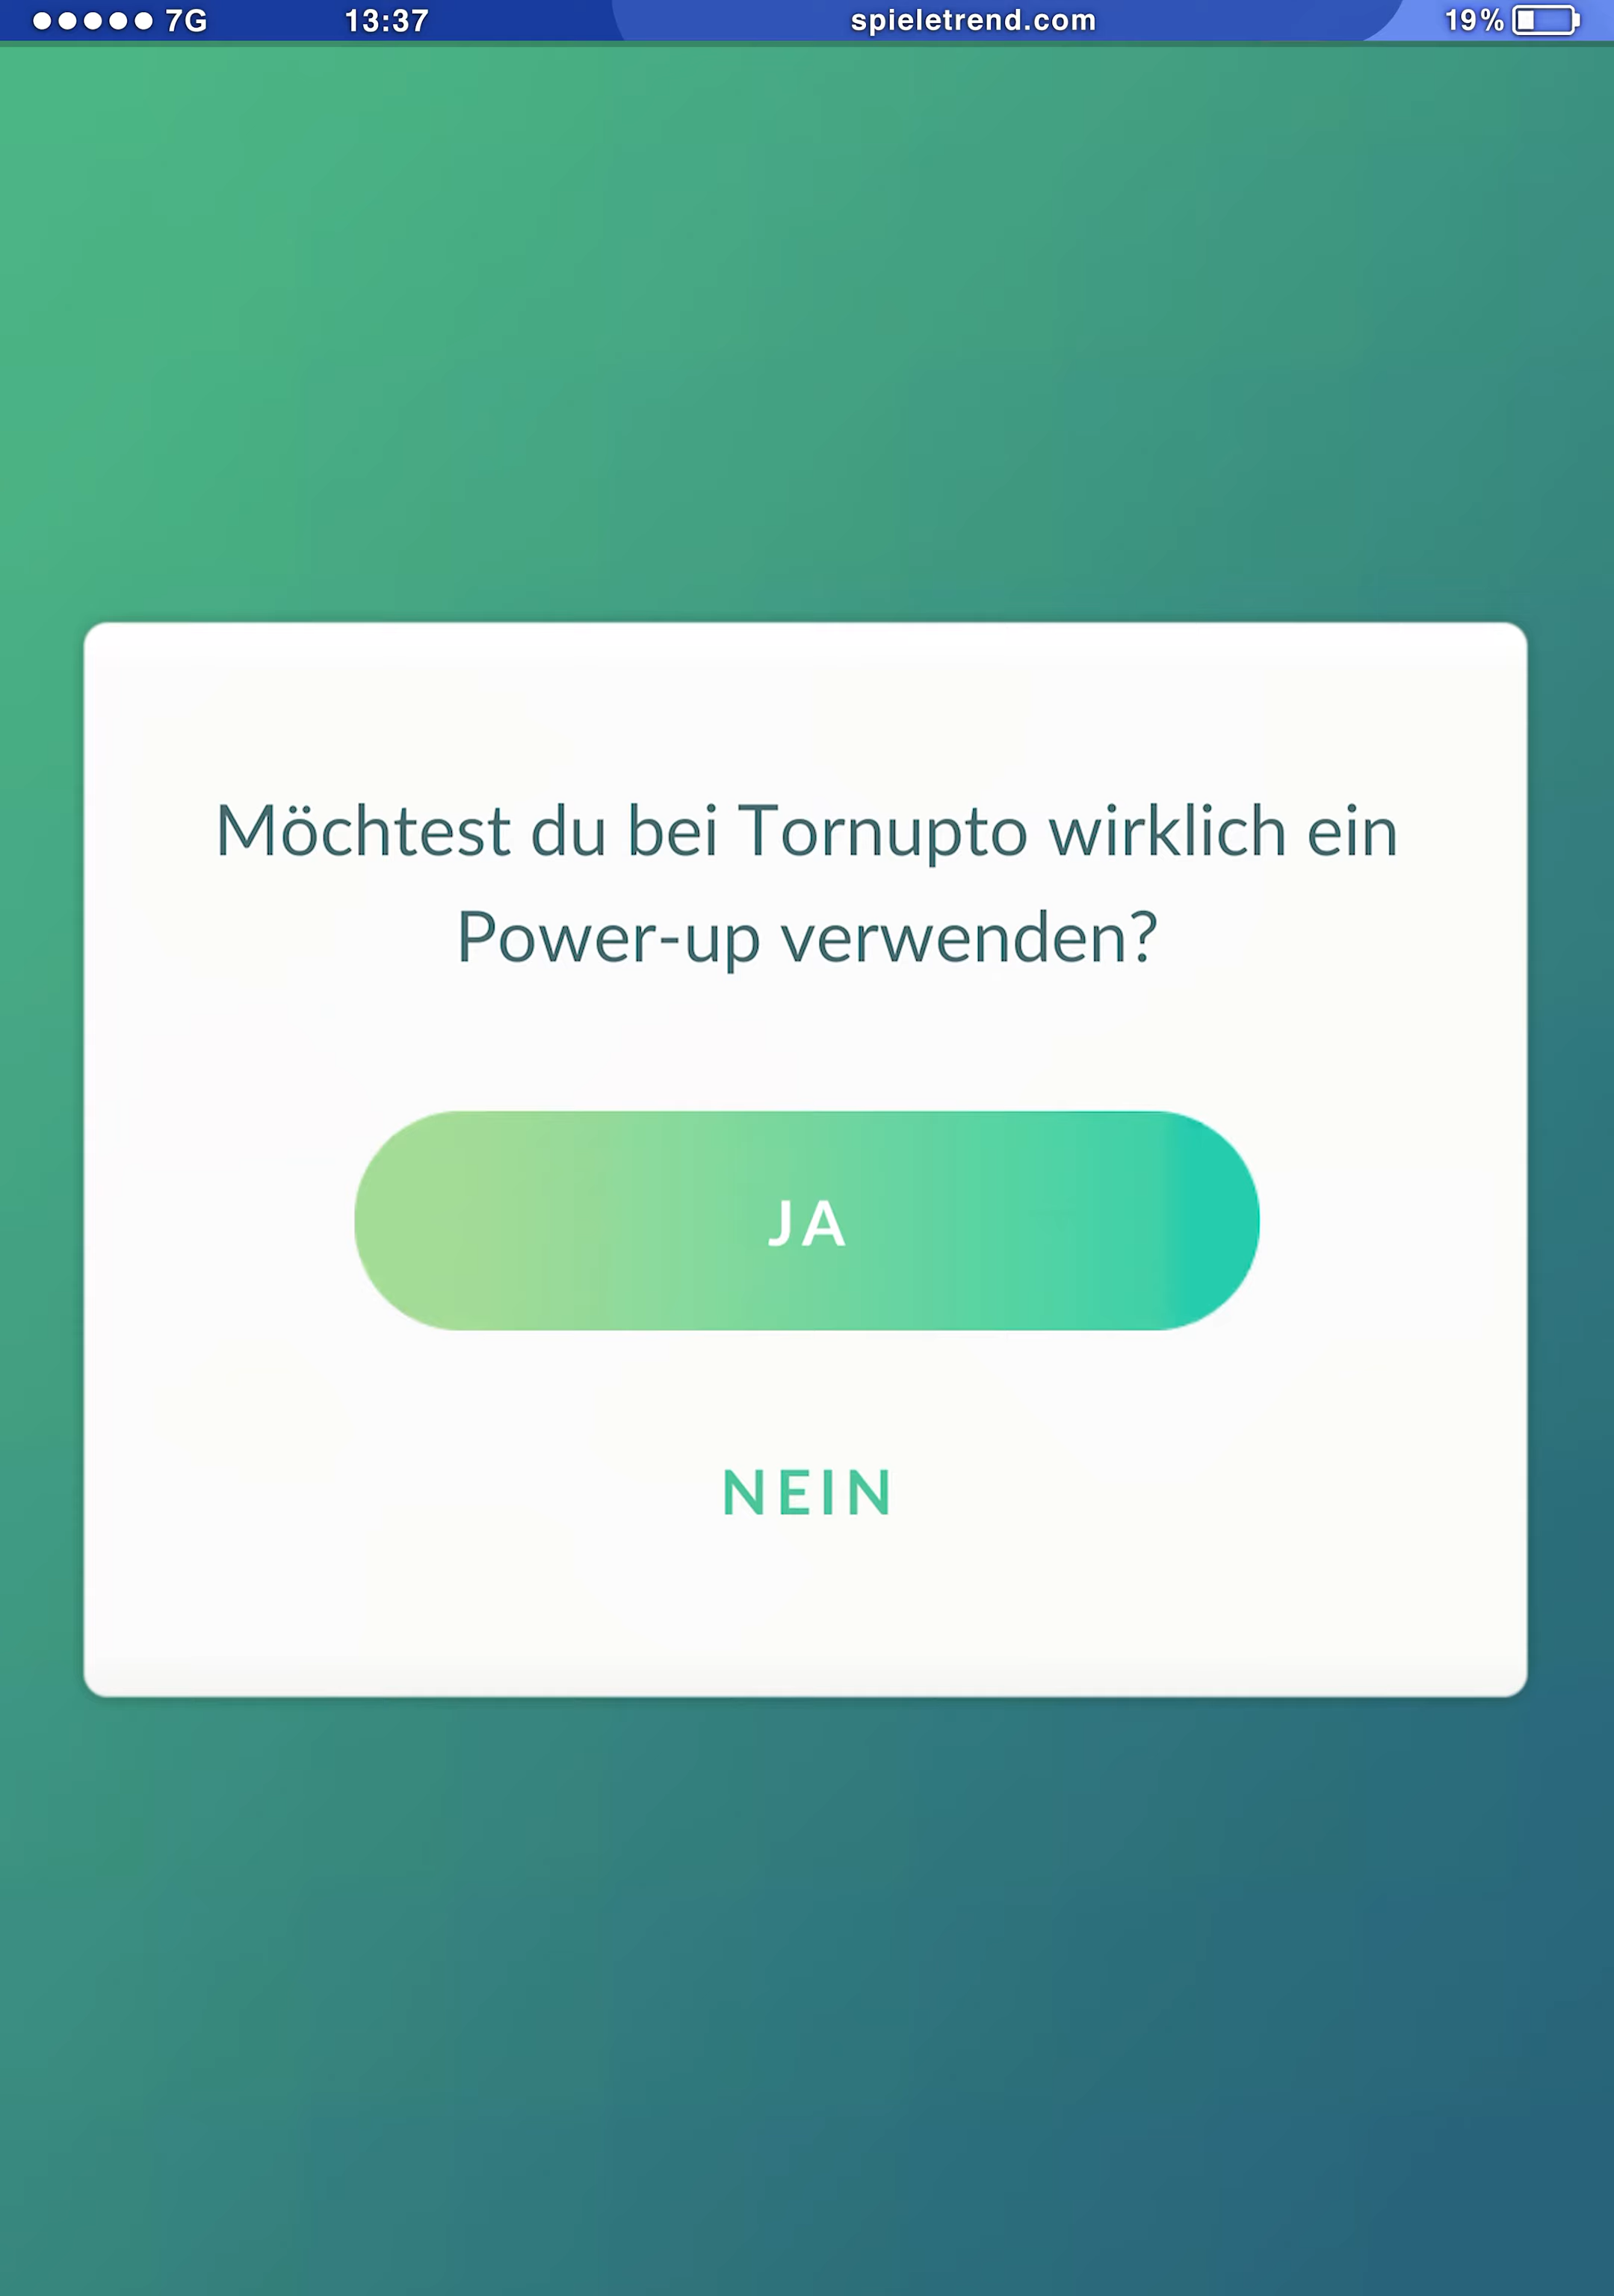 7G 13:37 spieletrend.com 19%
Möchtest du bei Tornupto wirklich ein
Power-up verwenden?
JA
NEIN